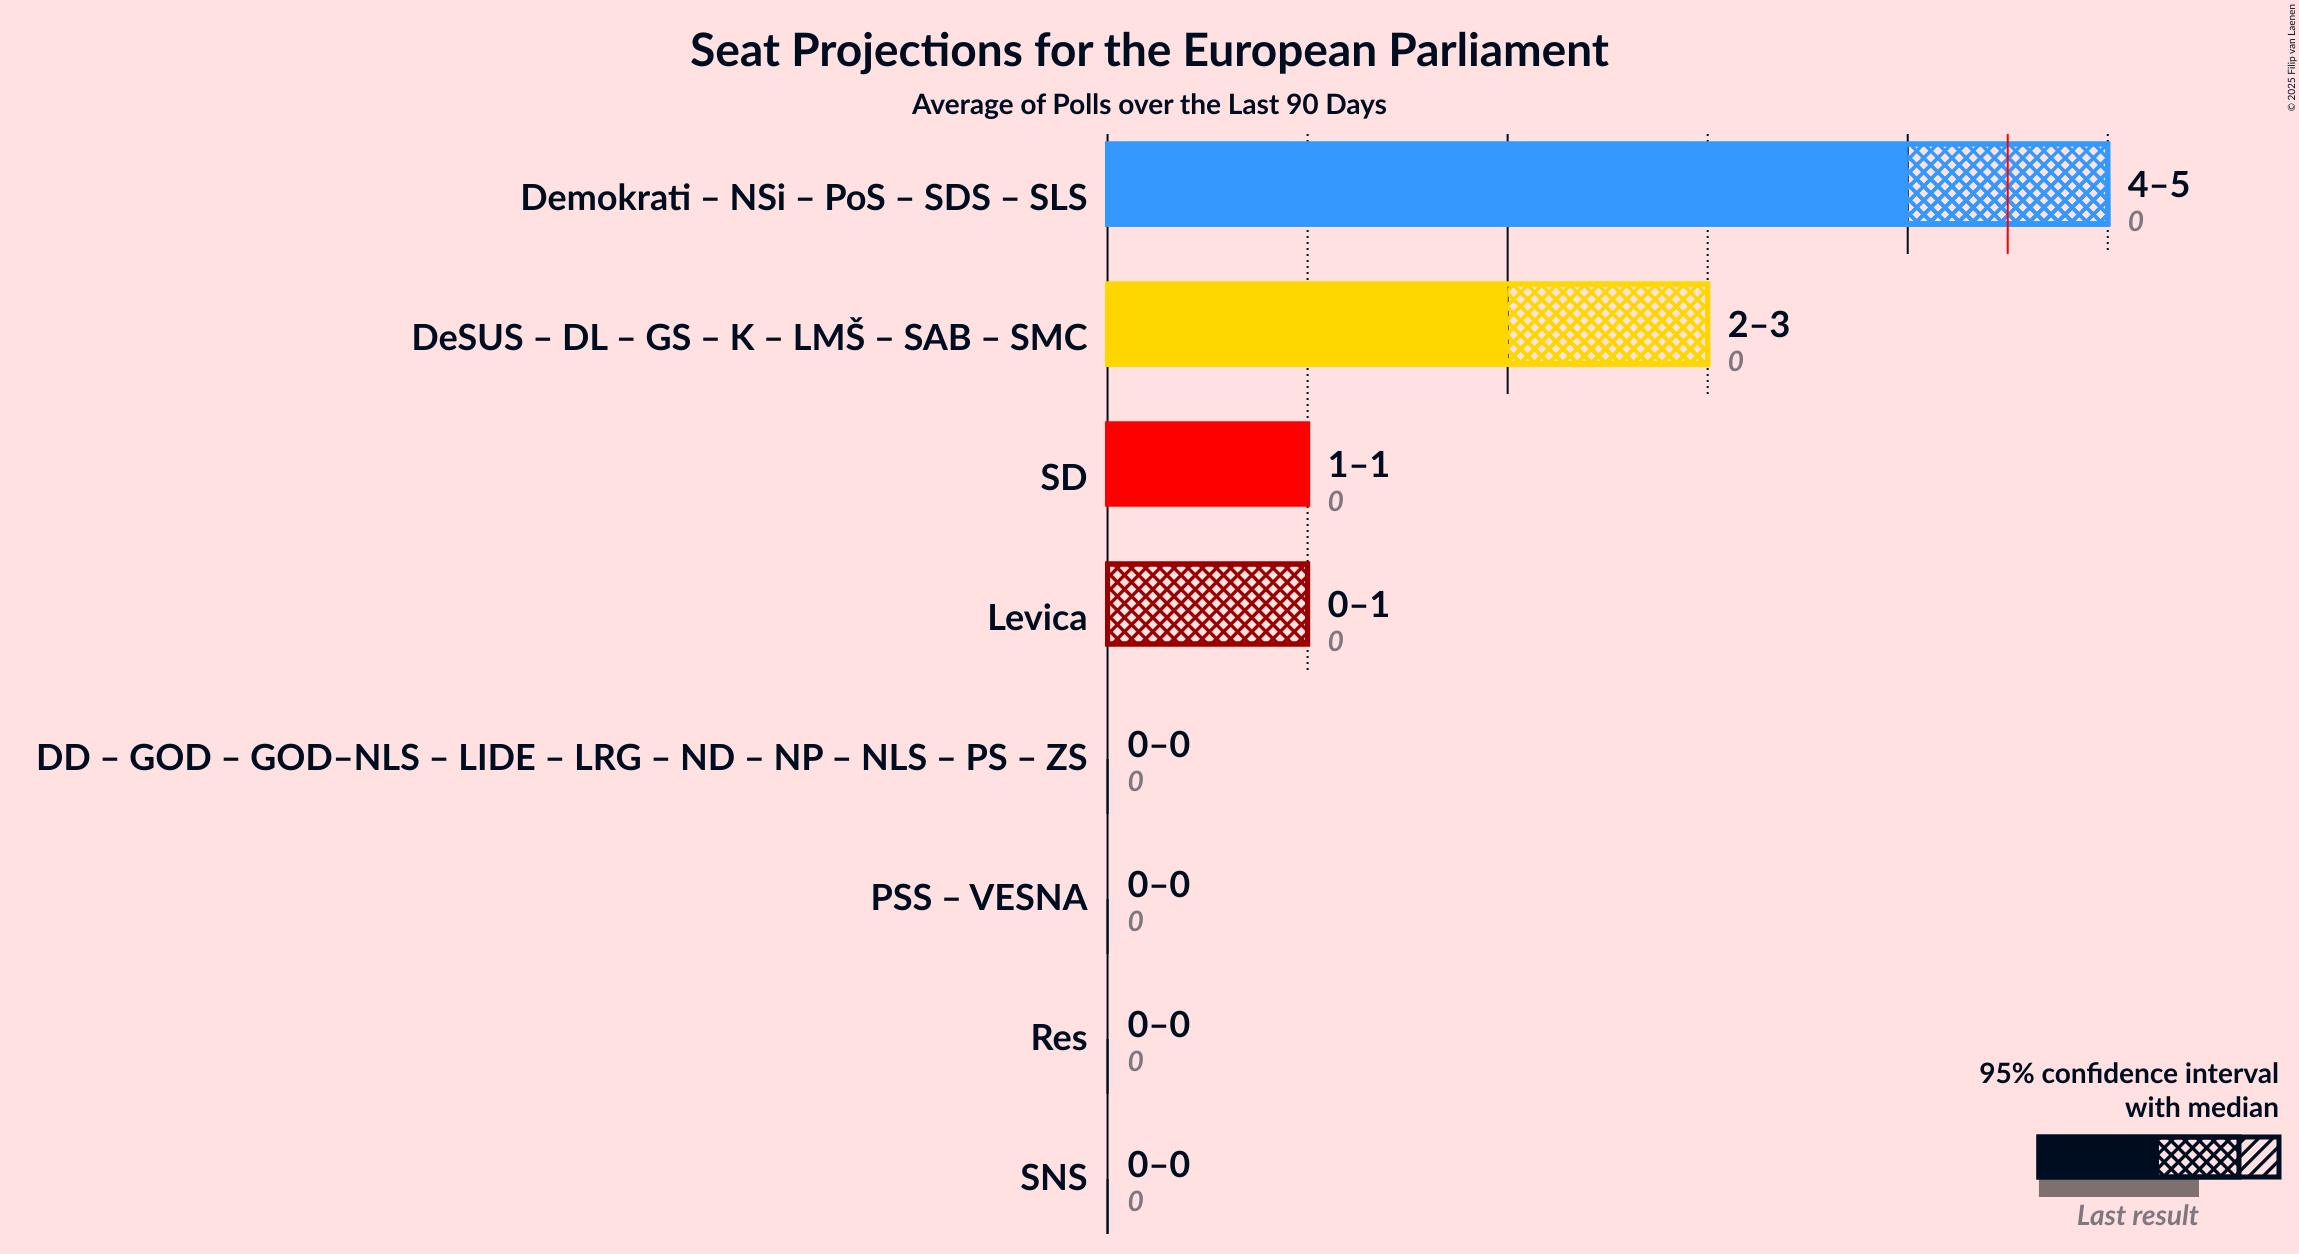 Seat Projections for the European Parliament
Average of Polls over the Last 90 Days
© 2025 Filip van Laenen
Demokrati – NSi – PoS – SDS – SLS
4–5
0
DeSUS – DL – GS – K – LMŠ – SAB – SMC
2–3
0
SD
1–1
0
Levica
0–1
0
DD – GOD – GOD–NLS – LIDE – LRG – ND – NP – NLS – PS – ZS
0–0
0
PSS – VESNA
0–0
0
Res
0–0
0
SNS
0–0
0
95% confidence interval
with median
Last result